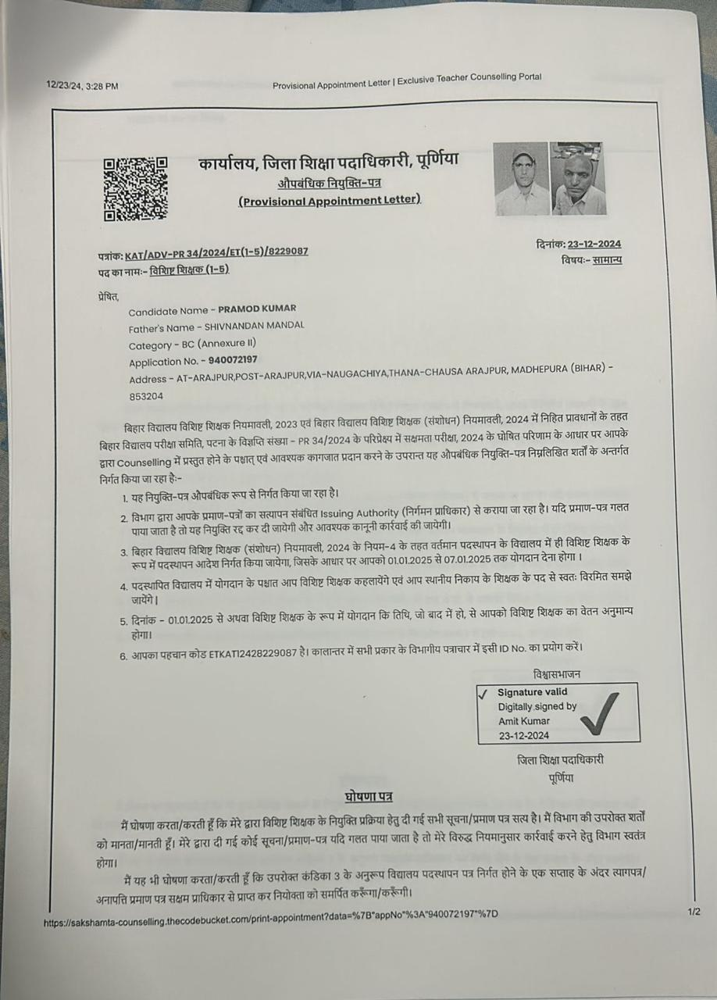 12/23/24, 3:28 PM
Provisional Appointment Letter | Exclusive Teacher Counselling Portal
कार्यालय, जिला शिक्षा पदाधिकारी, पूर्णिया
औपबंधिक नियुक्ति-पत्र
(Provisional Appointment Letter)
पत्रांक: KAT/ADV-PR 34/2024/ET(1-5)/8229087
दिनांक: 23-12-2024
पद का नामः- विशिष्ट शिक्षक (1-5)
विषयः- सामान्य
प्रेषित,
Candidate Name - PRAMOD KUMAR
Father's Name - SHIVNANDAN MANDAL
Category - BC (Annexure II)
Application No. - 940072197
Address - AT-ARAJPUR,POST-ARAJPUR,VIA-NAUGACHIYA,THANA-CHAUSA ARAJPUR, MADHEPURA (BIHAR) -
853204
बिहार विद्यालय विशिष्ट शिक्षक नियमावली, 2023 एवं बिहार विद्यालय विशिष्ट शिक्षक (संशोधन) नियमावली, 2024 में निहित प्रावधानों के तहत
बिहार विद्यालय परीक्षा समिति, पटना के विज्ञप्ति संख्या - PR 34/2024 के परिप्रेक्ष्य में सक्षमता परीक्षा, 2024 के घोषित परिणाम के आधार पर आपके
द्वारा Counselling में प्रस्तुत होने के पश्चात् एवं आवश्यक कागजात प्रदान करने के उपरान्त यह औपबंधिक नियुक्ति-पत्र निम्नलिखित शर्तों के अन्तर्गत
निर्गत किया जा रहा है:-
1. यह नियुक्ति-पत्र औपबंधिक रूप से निर्गत किया जा रहा है।
2. विभाग द्वारा आपके प्रमाण-पत्रों का सत्यापन संबंधित Issuing Authority (निर्गमन प्राधिकार) से कराया जा रहा है। यदि प्रमाण-पत्र गलत
पाया जाता है तो यह नियुक्ति रद्द कर दी जायेगी और आवश्यक कानूनी कार्रवाई की जायेगी।
3. बिहार विद्यालय विशिष्ट शिक्षक (संशोधन) नियमावली, 2024 के नियम-4 के तहत वर्तमान पदस्थापन के विद्यालय में ही विशिष्ट शिक्षक के
रूप में पदस्थापन आदेश निर्गत किया जायेगा, जिसके आधार पर आपको 01.01.2025 से 07.01.2025 तक योगदान देना होगा ।
4. पदस्थापित विद्यालय में योगदान के पश्चात आप विशिष्ट शिक्षक कहलायेंगे एवं आप स्थानीय निकाय के शिक्षक के पद से स्वतः विरमित समझे
जायेंगे |
5. दिनांक - 01.01.2025 से अथवा विशिष्ट शिक्षक के रूप में योगदान कि तिथि, जो बाद में हो, से आपको विशिष्ट शिक्षक का वेतन अनुमान्य
होगा।
6. आपका पहचान कोड ETKAT12428229087 है। कालान्तर में सभी प्रकार के विभागीय पत्राचार में इसी ID No. का प्रयोग करें।
विश्वासभाजन
Signature valid
Digitally signed by
Amit Kumar
23-12-2024
जिला शिक्षा पदाधिकारी
पूर्णिया
घोषणा पत्र
मैं घोषणा करता/करती हूँ कि मेरे द्वारा विशिष्ट शिक्षक के नियुक्ति प्रक्रिया हेतु दी गई सभी सूचना/प्रमाण पत्र सत्य है। मैं विभाग की उपरोक्त शर्तो
को मानता/मानती हूँ। मेरे द्वारा दी गई कोई सूचना/प्रमाण-पत्र यदि गलत पाया जाता है तो मेरे विरुद्ध नियमानुसार कार्रवाई करने हेतु विभाग स्वतंत्र
होगा।
मैं यह भी घोषणा करता/करती हूँ कि उपरोक्त कंडिका 3 के अनुरूप विद्यालय पदस्थापन पत्र निर्गत होने के एक सप्ताह के अंदर त्यागपत्र/
अनापत्ति प्रमाण पत्र सक्षम प्राधिकार से प्राप्त कर नियोक्ता को समर्पित करूँगा/करूँगी।
https://sakshamta-counselling.thecodebucket.com/print-appointment?data=%7B"appNo"%3A"940072197"%7D
1/2